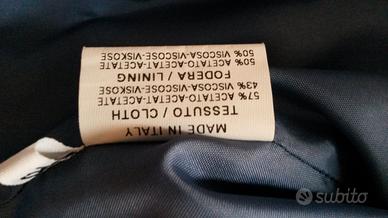 MADE IN ITALY
TESSUTO / CLOTH
57% ACETATO-ACETAT-ACETATE
43% VISCOSA-VISCOSE-VISKOSE
FODERA / LINING
50% ACETATO-ACETAT-ACETATE
50% VISCOSA-VISCOSE-VISKOSE
subito